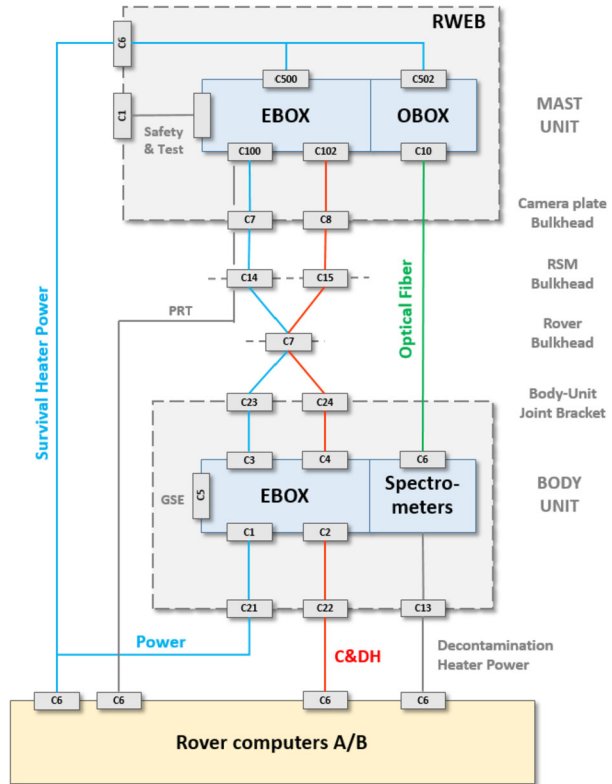 RWEB
C6
C500
C502
EBOX
OBOX
C1
Safety
& Test
MAST
UNIT
C100
C102
C10
Camera plate
Bulkhead
C7
C8
C14
C15
RSM
Bulkhead
PRT
Survival Heater Power
Optical Fiber
C7
Rover
Bulkhead
C23
C24
Body-Unit
Joint Bracket
C3
C4
C6
GSE
C5
EBOX
Spectro-
meters
BODY
UNIT
C1
C2
C21
C22
C13
Power
C&DH
Decontamination
Heater Power
C6
C6
C6
C6
Rover computers A/B